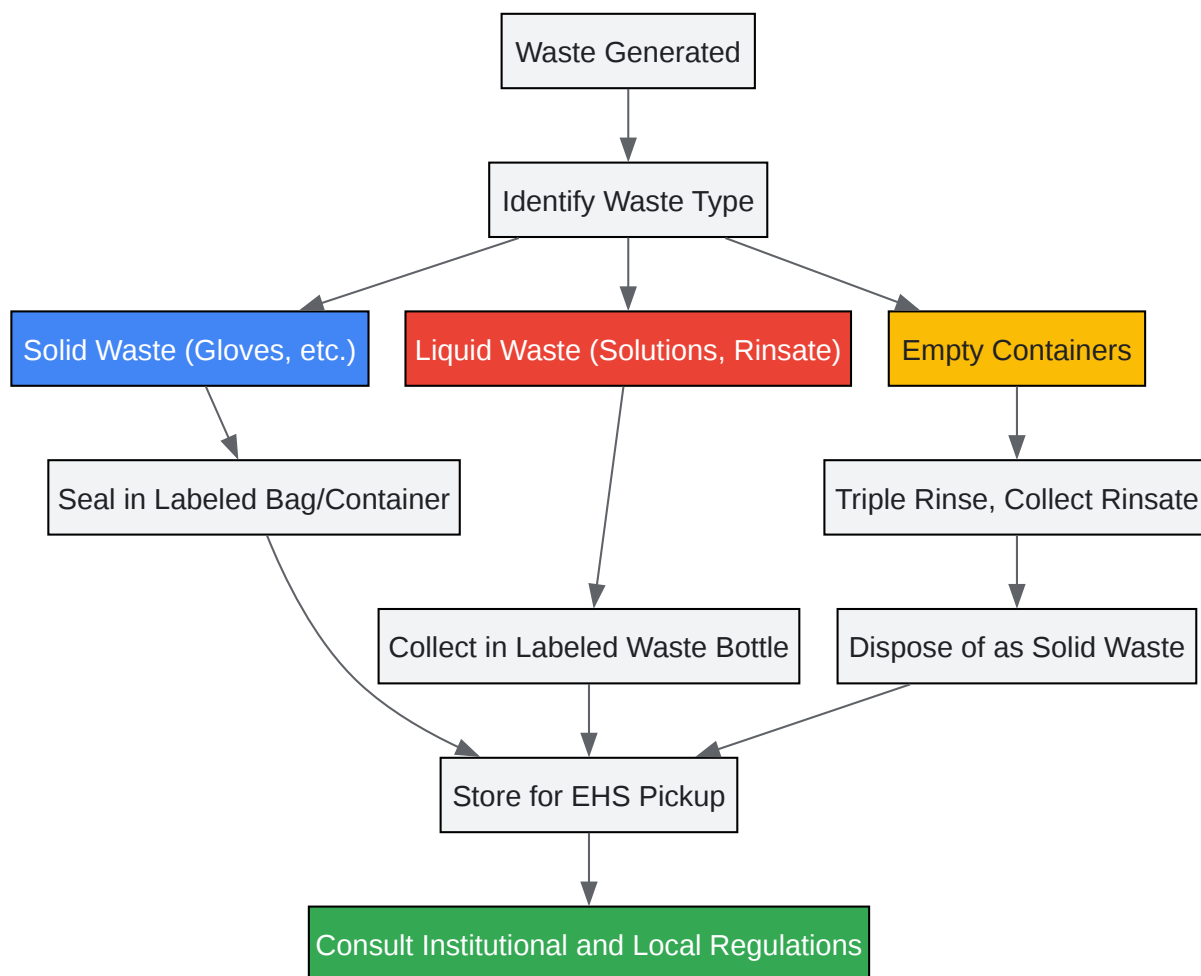 Waste Generated
Identify Waste Type
Solid Waste (Gloves, etc.)
Liquid Waste (Solutions, Rinsate)
Empty Containers
Seal in Labeled Bag/Container
Triple Rinse, Collect Rinsate
Collect in Labeled Waste Bottle
Dispose of as Solid Waste
Store for EHS Pickup
Consult Institutional and Local Regulations